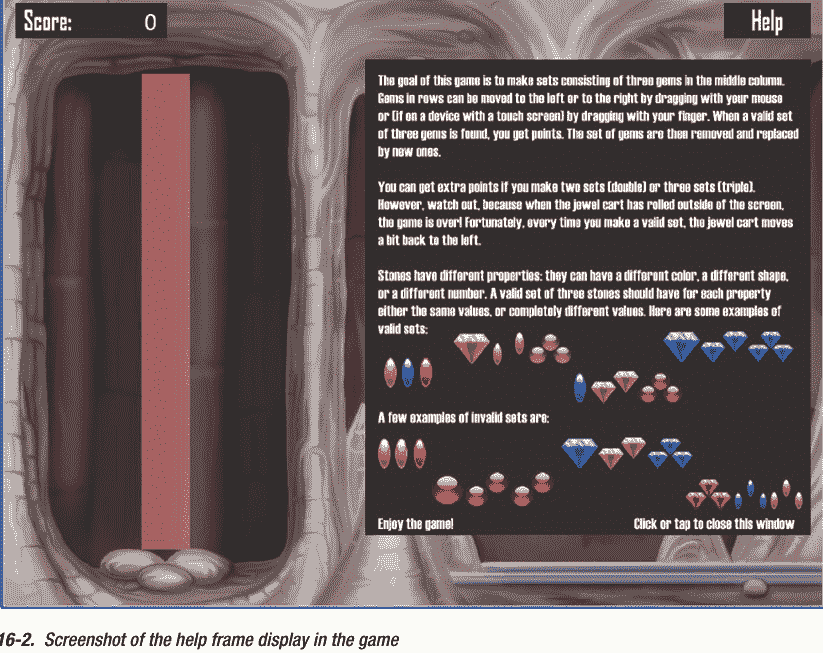 Score: 0
Help
The goal of this game is to make sets consisting of three gems in the middle column.
Gems in rows can be moved to the left or to the right by dragging with your mouse
or (if on a device with a touch screen) by dragging with your finger. When a valid set
of three gems is found, you get points. The set of gems are then removed and replaced
by new ones.
You can get extra points if you make two sets (double) or three sets (triple).
However, watch out, because when the jewel cart has rolled outside of the screen,
the game is over! Fortunately, every time you make a valid set, the jewel cart moves
a bit back to the left.
Stones have different properties: they can have a different color, a different shape,
or a different number. A valid set of three stones should have for each property
either the same values, or completely different values. Here are some examples of
valid sets:
A few examples of invalid sets are:
Enjoy the game!
Click or tap to close this window
16-2. Screenshot of the help frame display in the game